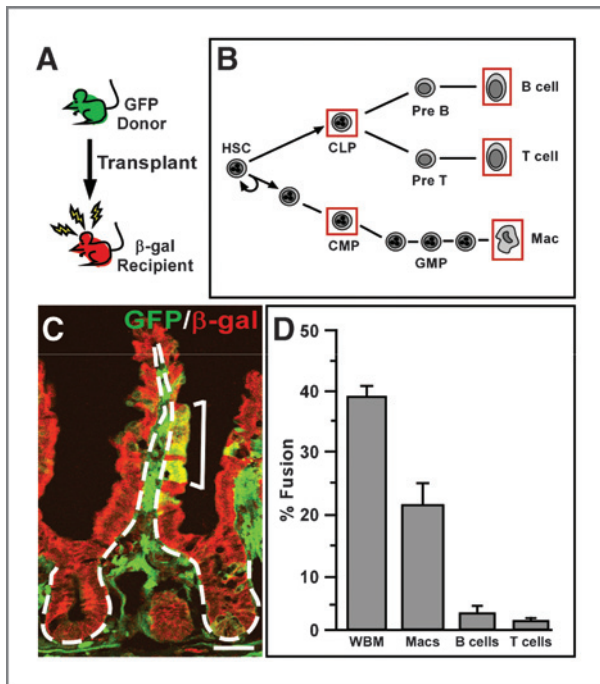 A
GFP
Donor
Transplant
β-gal
Recipient
B
HSC
CLP
Pre B
B cell
Pre T
T cell
CMP
GMP
Mac
C
GFP/β-gal
D
% Fusion
50
40
30
20
10
0
WBM Macs B cells T cells